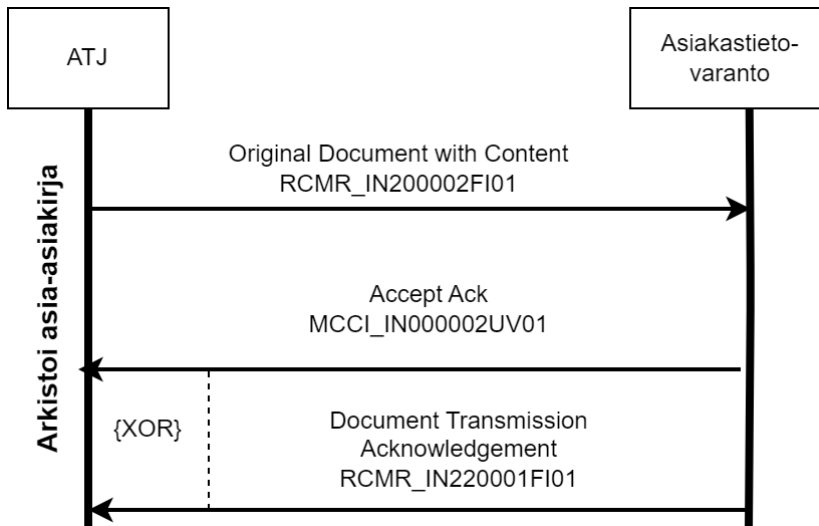 ATJ
Asiakastieto-
varanto
Arkistoi asia-asiakirja
Original Document with Content
RCMR_IN200002FI01
Accept Ack
MCCI_IN000002UV01
{XOR}
Document Transmission
Acknowledgement
RCMR_IN220001FI01